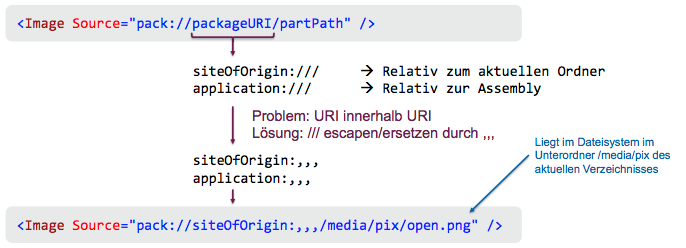 <Image Source="pack://packageURI/partPath" />
siteOfOrigin:/// → Relativ zum aktuellen Ordner
application:/// → Relativ zur Assembly
Problem: URI innerhalb URI
Lösung: /// escapen/ersetzen durch ,,,
siteOfOrigin:,,,
application:,,,
Liegt im Dateisystem im
Unterordner /media/pix des
aktuellen Verzeichnisses
<Image Source="pack://siteOfOrigin:,,,/media/pix/open.png" />